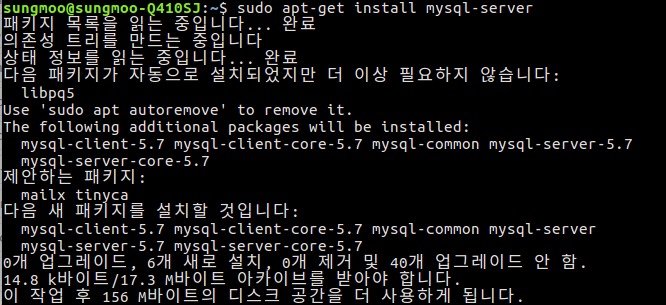 sungmoo@sungmoo-Q410SJ:~$ sudo apt-get install mysql-server
패키지 목록을 읽는 중입니다... 완료
의존성 트리를 만드는 중입니다
상태 정보를 읽는 중입니다... 완료
다음 패키지가 자동으로 설치되었지만 더 이상 필요하지 않습니다:
  libpq5
Use 'sudo apt autoremove' to remove it.
The following additional packages will be installed:
  mysql-client-5.7 mysql-client-core-5.7 mysql-common mysql-server-5.7
  mysql-server-core-5.7
제안하는 패키지:
  mailx tinyca
다음 새 패키지를 설치할 것입니다:
  mysql-client-5.7 mysql-client-core-5.7 mysql-common mysql-server
  mysql-server-5.7 mysql-server-core-5.7
0개 업그레이드, 6개 새로 설치, 0개 제거 및 40개 업그레이드 안 함.
14.8 k바이트/17.3 M바이트 아카이브를 받아야 합니다.
이 작업 후 156 M바이트의 디스크 공간을 더 사용하게 됩니다.